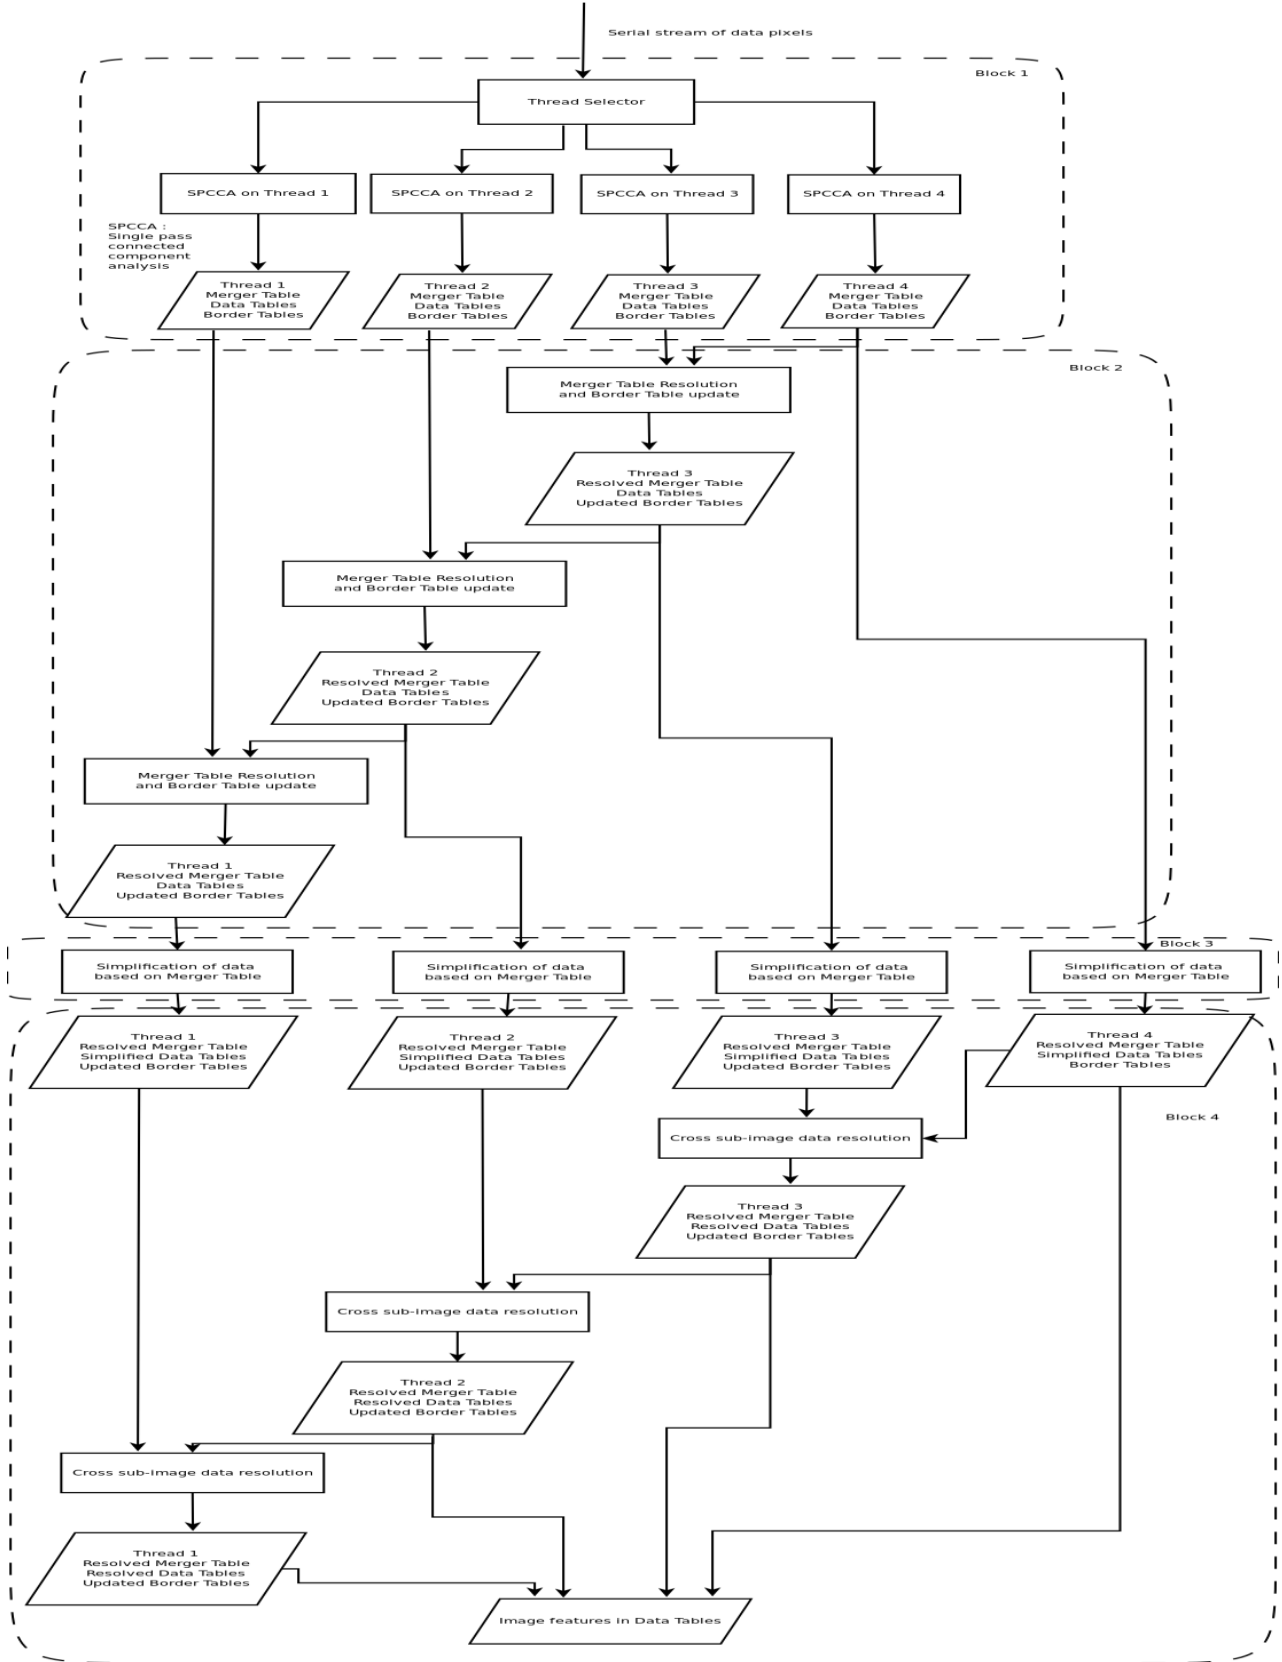 Serial stream of data pixels
Block 1
Thread Selector
SPCCA on Thread 1
SPCCA on Thread 2
SPCCA on Thread 3
SPCCA on Thread 4
SPCCA :
Single pass
connected
component
analysis
Thread 1
Merger Table
Data Tables
Border Tables
Thread 2
Merger Table
Data Tables
Border Tables
Thread 3
Merger Table
Data Tables
Border Tables
Thread 4
Merger Table
Data Tables
Border Tables
Block 2
Merger Table Resolution
and Border Table update
Thread 3
Resolved Merger Table
Data Tables
Updated Border Tables
Merger Table Resolution
and Border Table update
Thread 2
Resolved Merger Table
Data Tables
Updated Border Tables
Merger Table Resolution
and Border Table update
Thread 1
Resolved Merger Table
Data Tables
Updated Border Tables
Block 3
Simplification of data
based on Merger Table
Simplification of data
based on Merger Table
Simplification of data
based on Merger Table
Simplification of data
based on Merger Table
Thread 1
Resolved Merger Table
Simplified Data Tables
Updated Border Tables
Thread 2
Resolved Merger Table
Simplified Data Tables
Updated Border Tables
Thread 3
Resolved Merger Table
Simplified Data Tables
Updated Border Tables
Thread 4
Resolved Merger Table
Simplified Data Tables
Border Tables
Block 4
Cross sub-image data resolution
Thread 3
Resolved Merger Table
Resolved Data Tables
Updated Border Tables
Cross sub-image data resolution
Thread 2
Resolved Merger Table
Resolved Data Tables
Updated Border Tables
Cross sub-image data resolution
Thread 1
Resolved Merger Table
Resolved Data Tables
Updated Border Tables
Image features in Data Tables